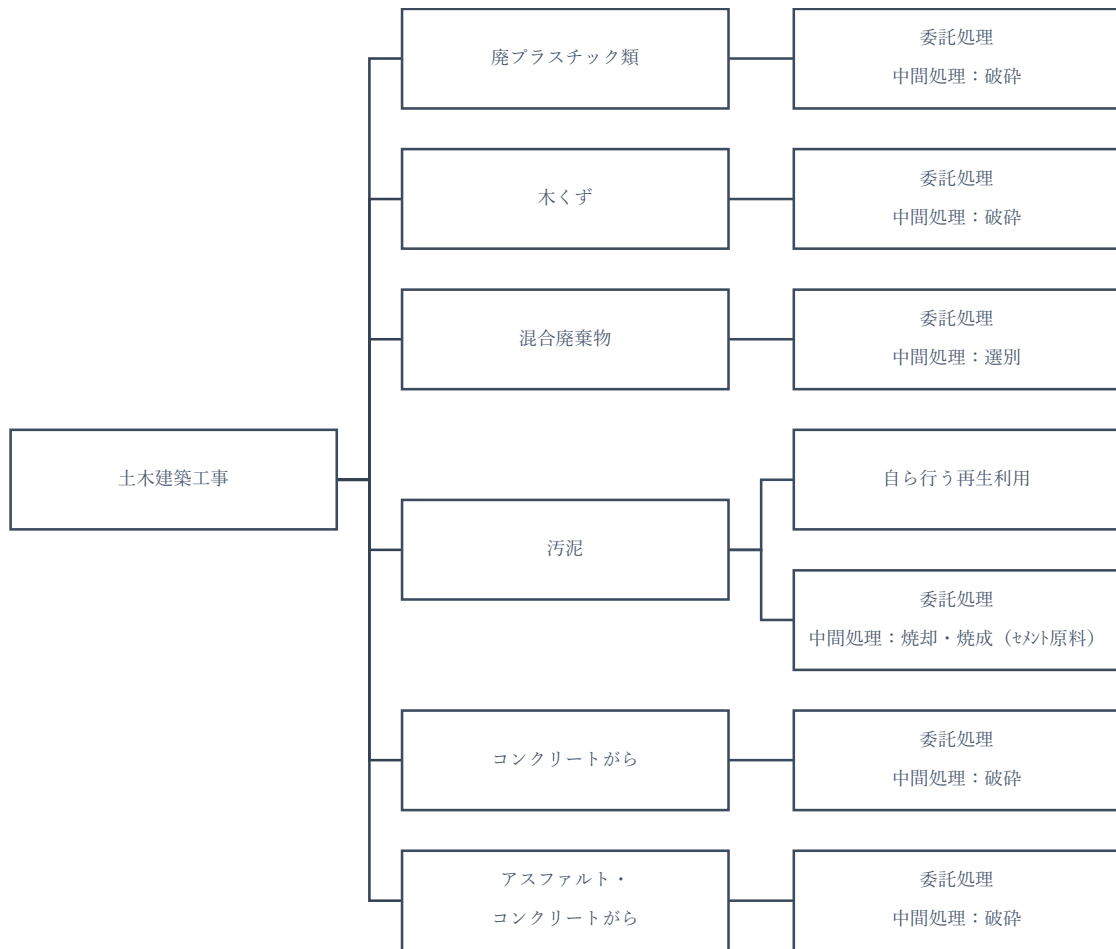 廃プラスチック類
委託処理
中間処理：破砕
木くず
委託処理
中間処理：破砕
混合廃棄物
委託処理
中間処理：選別
土木建築工事
汚泥
自ら行う再生利用
委託処理
中間処理：焼却・焼成（ｾﾒﾝﾄ原料）
コンクリートがら
委託処理
中間処理：破砕
アスファルト・
コンクリートがら
委託処理
中間処理：破砕